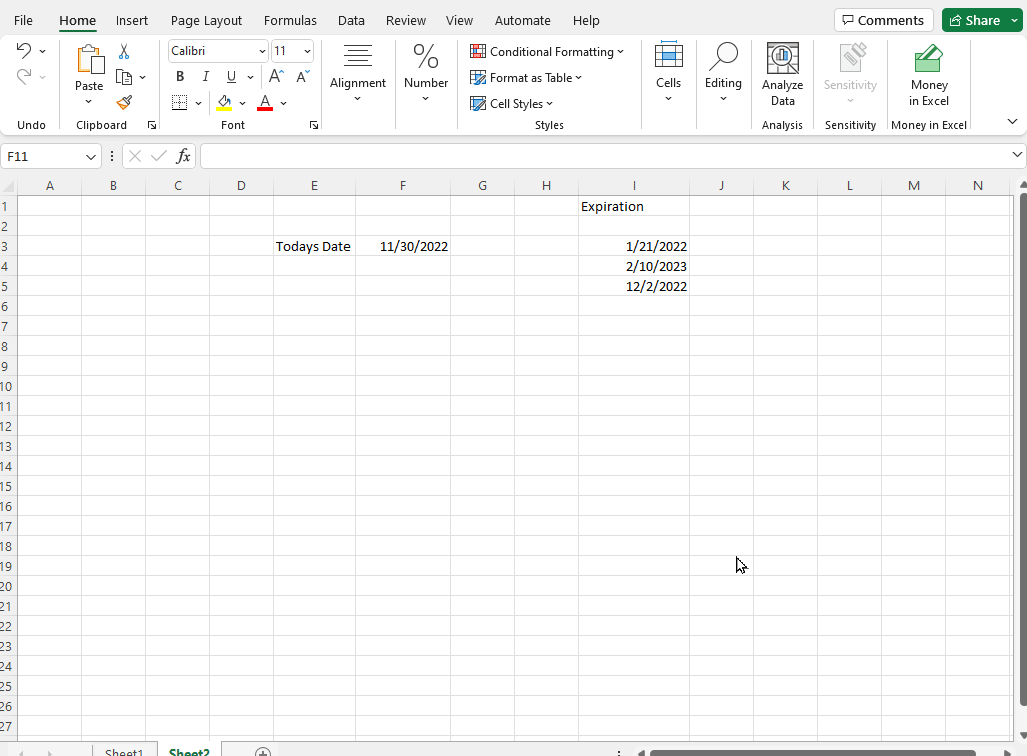 File Home Insert Page Layout Formulas Data Review View Automate Help Comments Share
Calibri 11
Paste
B I U A A
A
Alignment
%
Number
Conditional Formatting
Format as Table
Cell Styles
Cells
Editing
Analyze
Data
Sensitivity
Money
in Excel
Undo Clipboard Font Styles Analysis Sensitivity Money in Excel
F11 fx
A B C D E F G H I J K L M N
1 Expiration
2
3 Todays Date 11/30/2022 1/21/2022
4 2/10/2023
5 12/2/2022
6
7
8
9
10
11
12
13
14
15
16
17
18
19
20
21
22
23
24
25
26
27
Sheet1 Sheet2